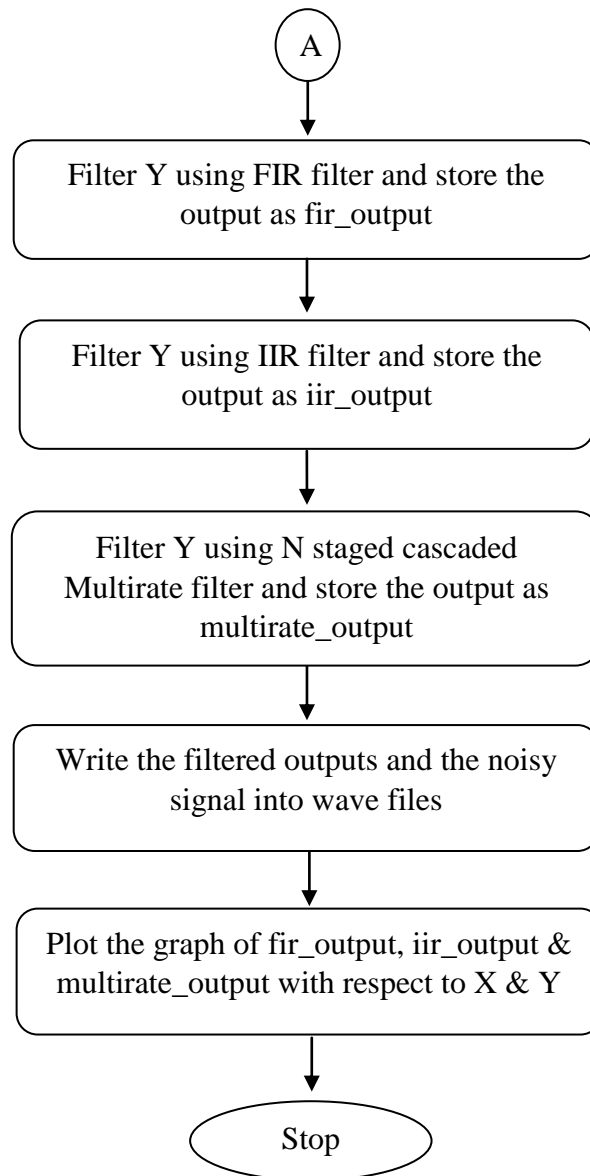 A
Filter Y using FIR filter and store the
output as fir_output
Filter Y using IIR filter and store the
output as iir_output
Filter Y using N staged cascaded
Multirate filter and store the output as
multirate_output
Write the filtered outputs and the noisy
signal into wave files
Plot the graph of fir_output, iir_output &
multirate_output with respect to X & Y
Stop